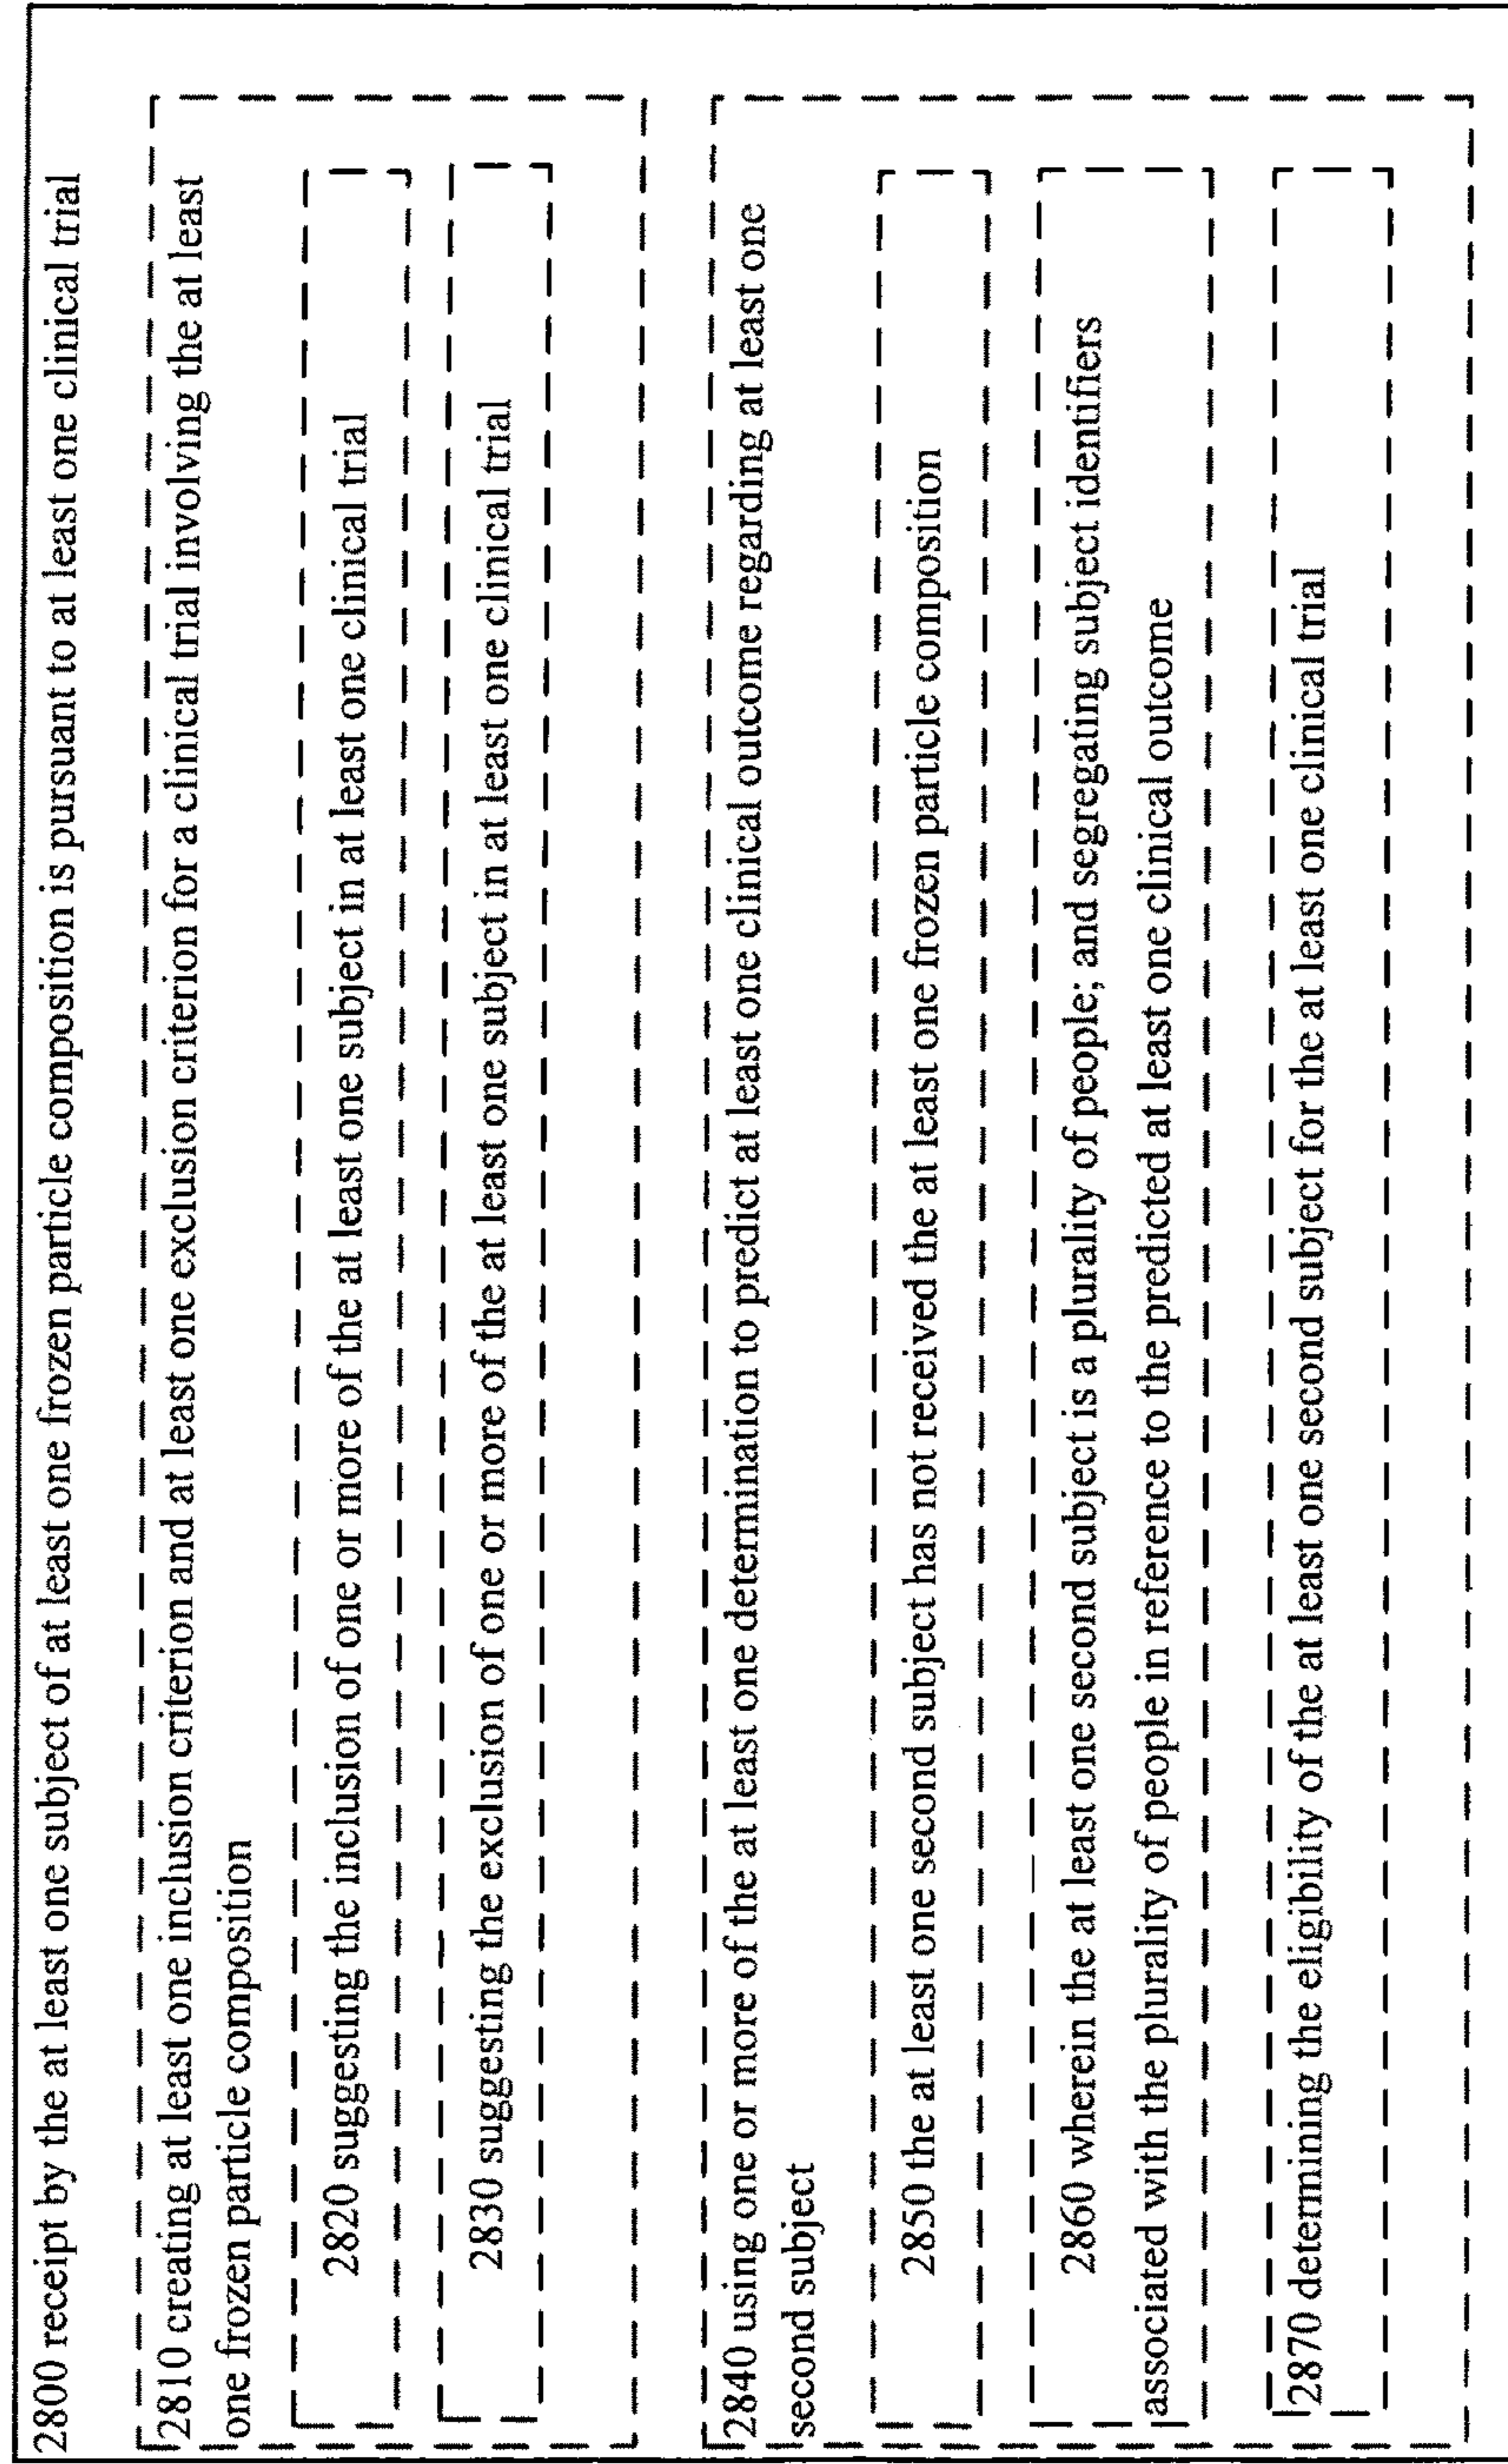 2800 receipt by the at least one subject of at least one frozen particle composition is pursuant to at least one clinical trial
2810 creating at least one inclusion criterion and at least one exclusion criterion for a clinical trial involving the at least
one frozen particle composition
2820 suggesting the inclusion of one or more of the at least one subject in at least one clinical trial
2830 suggesting the exclusion of one or more of the at least one subject in at least one clinical trial
2840 using one or more of the at least one determination to predict at least one clinical outcome regarding at least one
second subject
2850 the at least one second subject has not received the at least one frozen particle composition
2860 wherein the at least one second subject is a plurality of people; and segregating subject identifiers
associated with the plurality of people in reference to the predicted at least one clinical outcome
2870 determining the eligibility of the at least one second subject for the at least one clinical trial